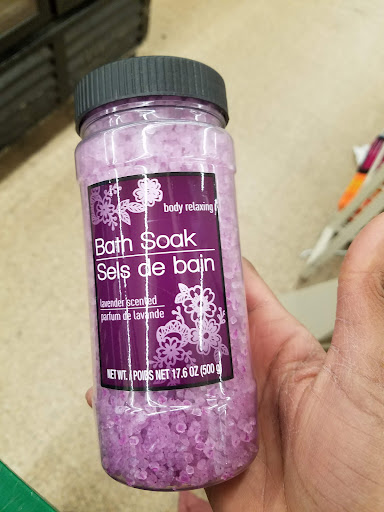 body relaxing
Bath Soak
Sels de bain
lavender scented
parfum de lavande
NET WT. / POIDS NET 17.6 OZ (500 g)